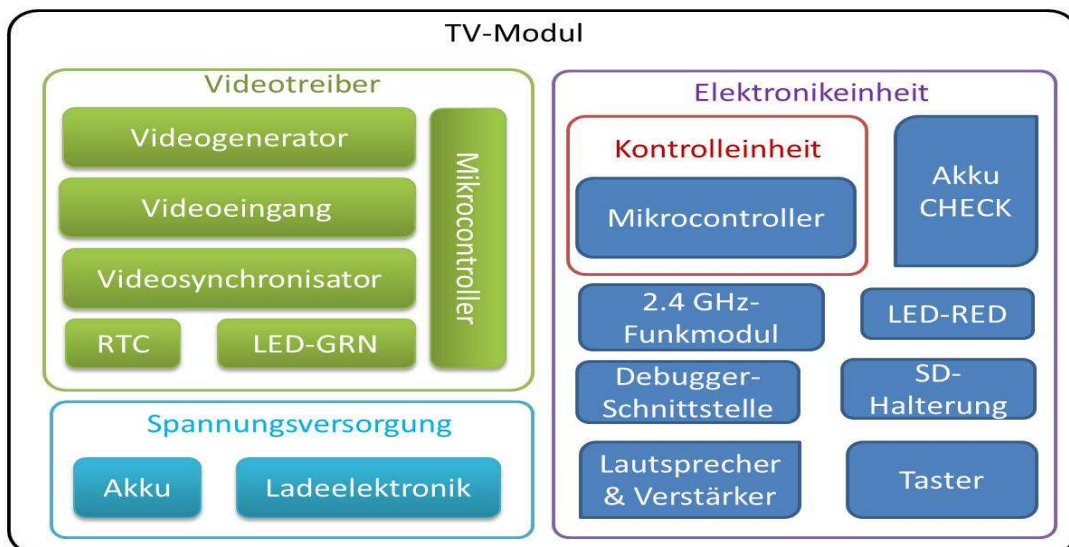 TV-Modul
Videotreiber
Videogenerator
Videoeingang
Videosynchronisator
RTC
LED-GRN
Mikrocontroller
Spannungsversorgung
Akku
Ladeelektronik
Elektronikeinheit
Kontrolleinheit
Mikrocontroller
Akku
CHECK
2.4 GHz-
Funkmodul
LED-RED
Debugger-
Schnittstelle
SD-
Halterung
Lautsprecher
& Verstärker
Taster